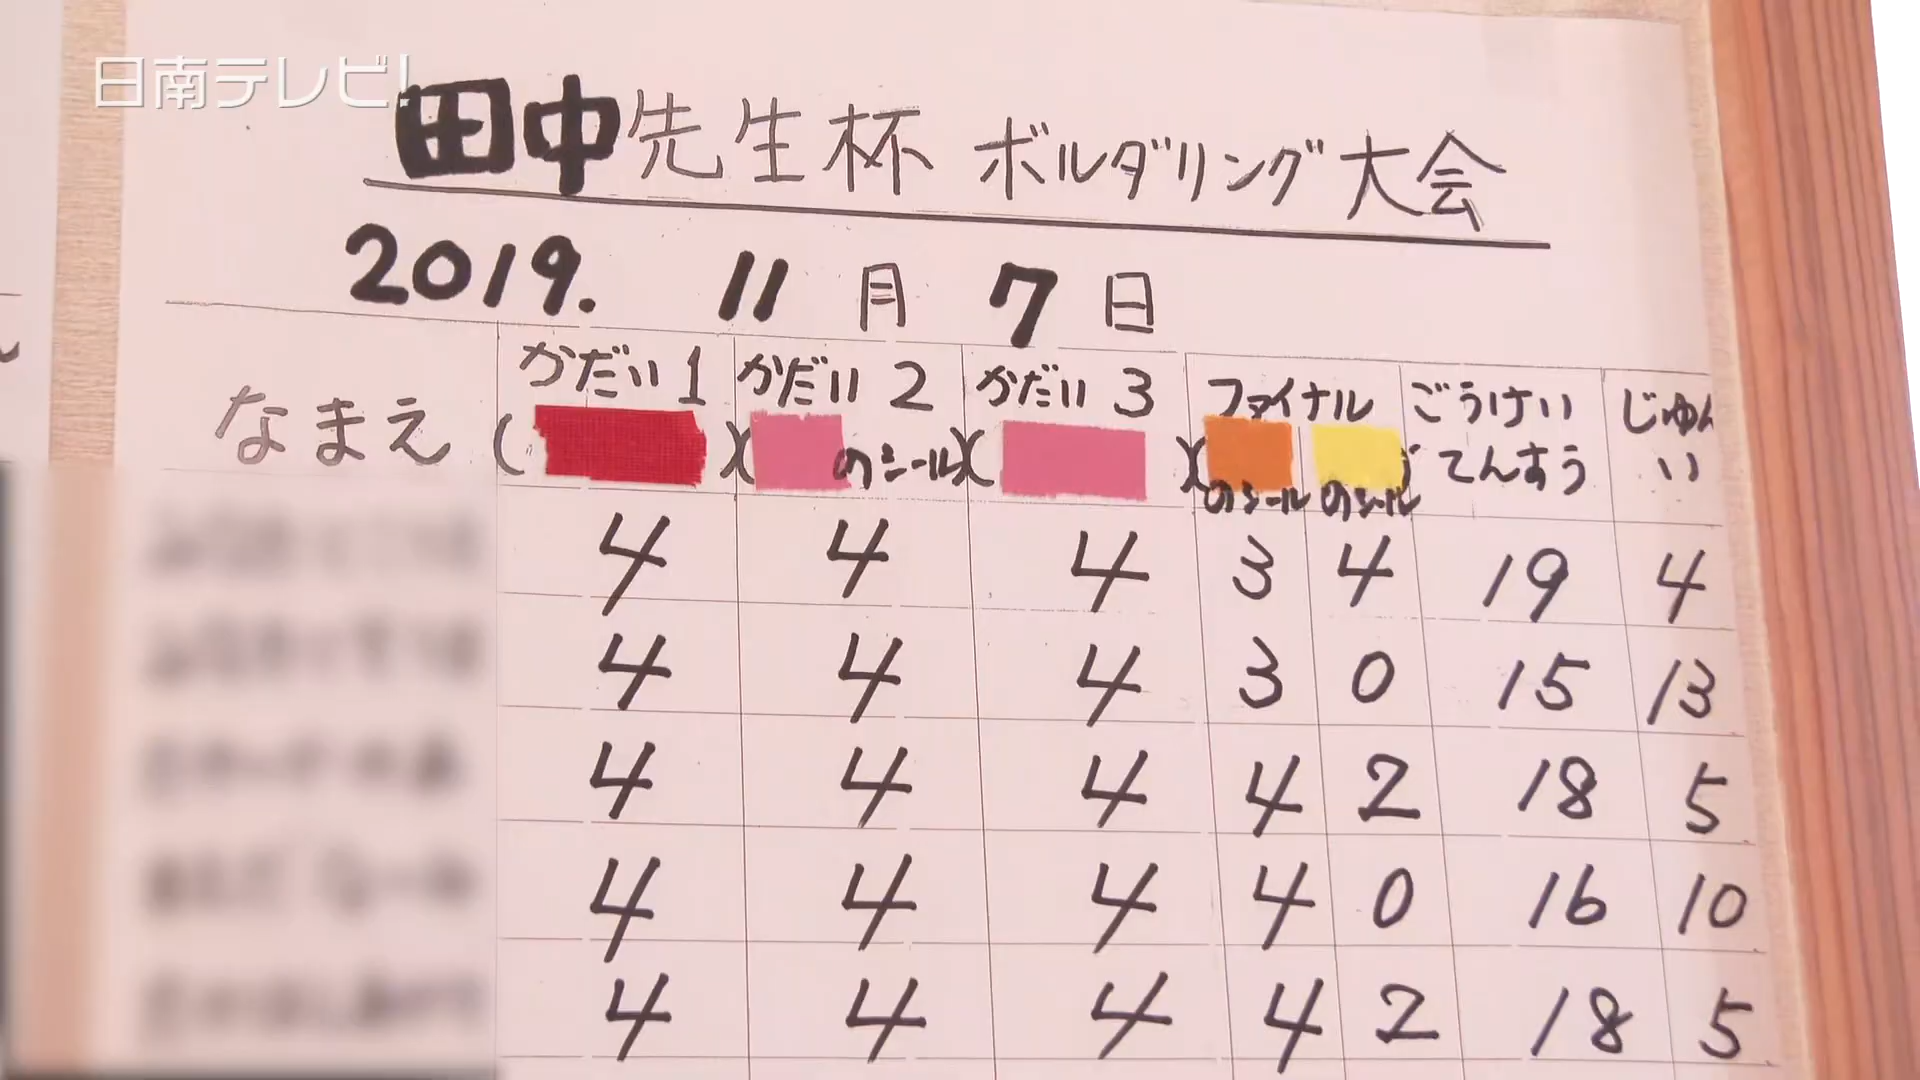 日南テレビ!
田中先生杯 ボルダリング大会
2019. 11月 7日
なまえ かだい1 かだい2 かだい3 ファイナル ごうけい じゅん
( )( のシール)( )( のシール のシール) てんすう い
4 4 4 3 4 19 4
4 4 4 3 0 15 13
4 4 4 4 2 18 5
4 4 4 4 0 16 10
4 4 4 4 2 18 5